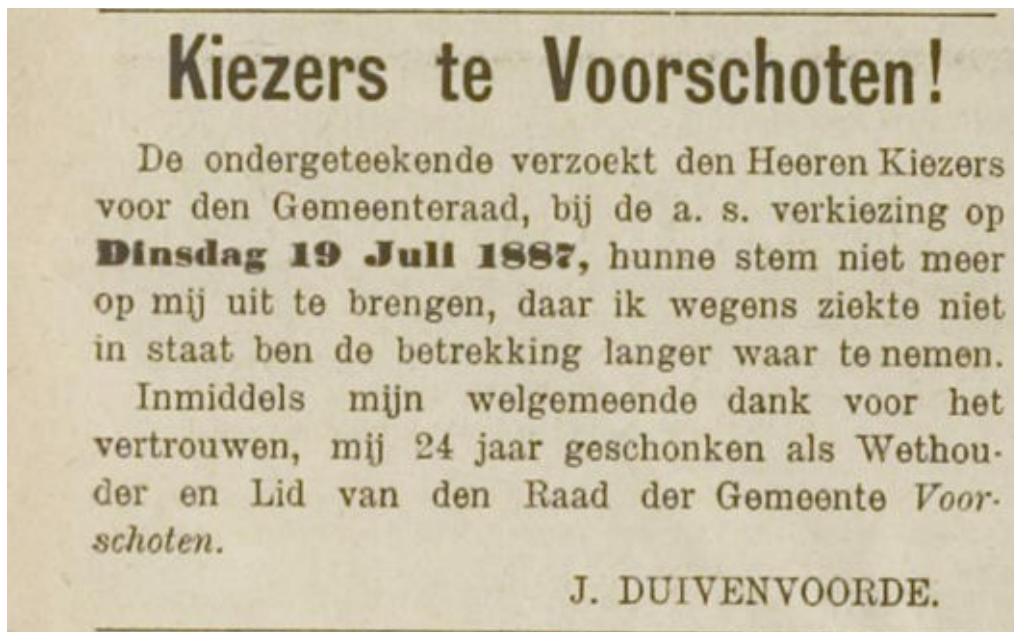 Kiezers te Voorschoten!
De ondergeteekende verzoekt den Heeren Kiezers
voor den Gemeenteraad, bij de a. s. verkiezing op
Dinsdag 19 Juli 1887, hunne stem niet meer
op mij uit te brengen, daar ik wegens ziekte niet
in staat ben de betrekking langer waar te nemen.
Inmiddels mijn welgemeende dank voor het
vertrouwen, mij 24 jaar geschonken als Wethou-
der en Lid van den Raad der Gemeente Voor-
schoten.
J. DUIVENVOORDE.